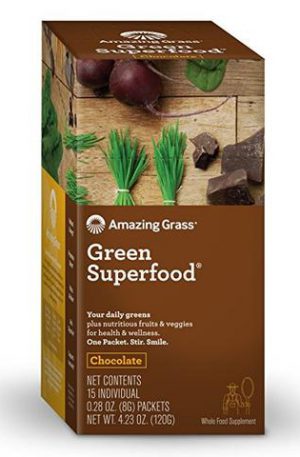 Amazing Grass
Green
Superfood®
Chocolate
Amazing Grass®
Green
Superfood®
Your daily greens
plus nutritious fruits & veggies
for health & wellness.
One Packet. Stir. Smile.
Chocolate
NET CONTENTS
15 INDIVIDUAL
0.28 OZ. (8G) PACKETS
NET WT. 4.23 OZ. (120G)
Whole Food Supplement